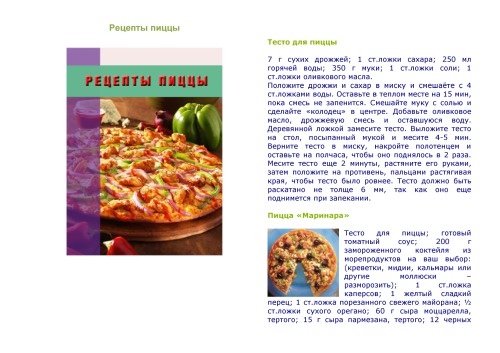 Рецепты пиццы
РЕЦЕПТЫ ПИЦЦЫ
Тесто для пиццы
7 г сухих дрожжей; 1 ст.ложки сахара; 250 мл
горячей воды; 350 г муки; 1 ст.ложки соли; 1
ст.ложки оливкового масла.
Положите дрожжи и сахар в миску и смешаёте с 4
ст.ложками воды. Оставьте в теплом месте на 15 мин,
пока смесь не запенится. Смешайте муку с солью и
сделайте «колодец» в центре. Добавьте оливковое
масло, дрожжевую смесь и оставшуюся воду.
Деревянной ложкой замесите тесто. Выложите тесто
на стол, посыпанный мукой и месите 4-5 мин.
Верните тесто в миску, накройте полотенцем и
оставьте на полчаса, чтобы оно поднялось в 2 раза.
Месите тесто еще 2 минуты, растяните его руками,
затем положите на противень, пальцами растягивая
края, чтобы тесто было ровнее. Тесто должно быть
раскатано не толще 6 мм, так как оно еще
поднимется при запекании.
Пицца «Маринара»
Тесто для пиццы; готовый
томатный соус; 200 г
замороженного коктейля из
морепродуктов на ваш выбор:
(креветки, мидии, кальмары или
другие моллюски –
разморозить); 1 ст.ложка
каперсов; 1 желтый сладкий
перец; 1 ст.ложка порезанного свежего майорана; ½
ст.ложки сухого орегано; 60 г сыра моццарелла,
тертого; 15 г сыра пармезана, тертого; 12 черных